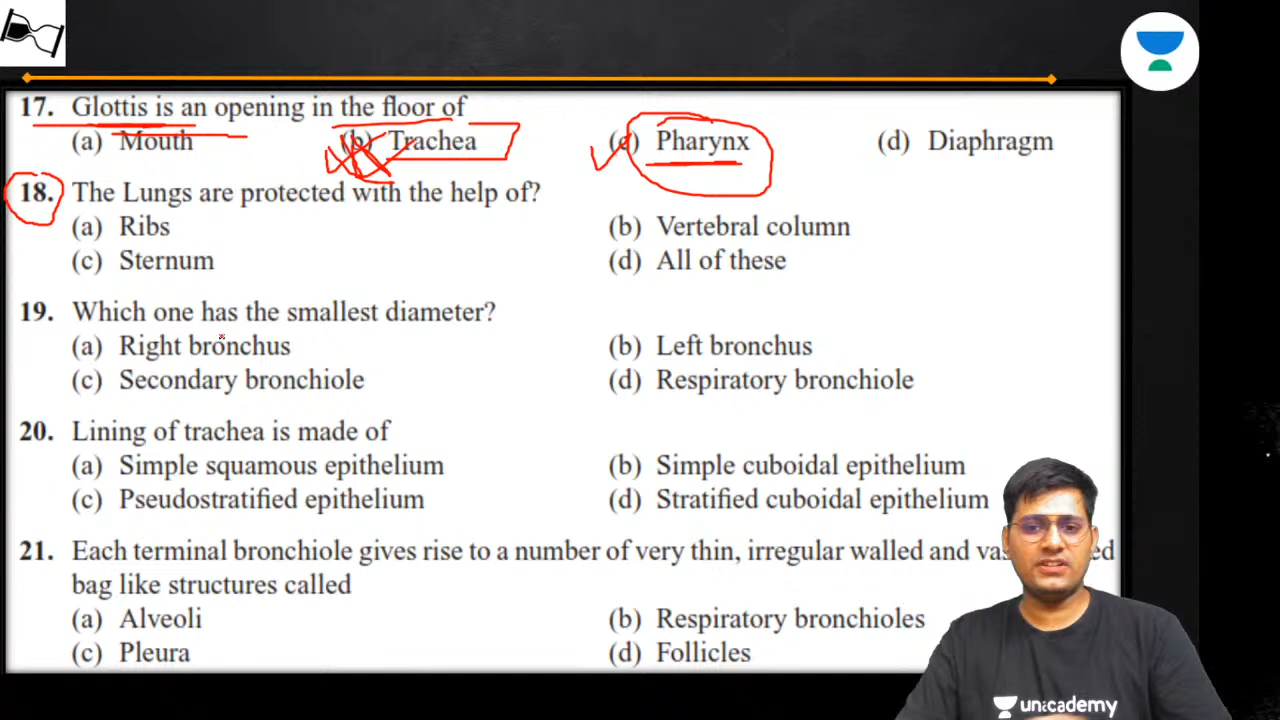 17. Glottis is an opening in the floor of
(a) Mouth (b) Trachea (c) Pharynx (d) Diaphragm
18. The Lungs are protected with the help of?
(a) Ribs (b) Vertebral column
(c) Sternum (d) All of these
19. Which one has the smallest diameter?
(a) Right bronchus (b) Left bronchus
(c) Secondary bronchiole (d) Respiratory bronchiole
20. Lining of trachea is made of
(a) Simple squamous epithelium (b) Simple cuboidal epithelium
(c) Pseudostratified epithelium (d) Stratified cuboidal epithelium
21. Each terminal bronchiole gives rise to a number of very thin, irregular walled and
bag like structures called
(a) Alveoli (b) Respiratory bronchioles
(c) Pleura (d) Follicles
unacademy